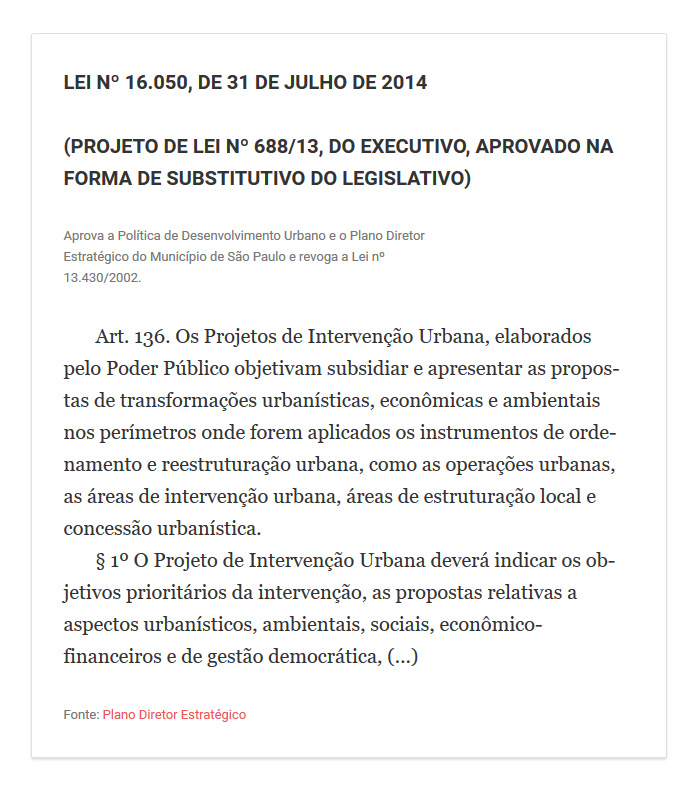 LEI Nº 16.050, DE 31 DE JULHO DE 2014
(PROJETO DE LEI Nº 688/13, DO EXECUTIVO, APROVADO NA
FORMA DE SUBSTITUTIVO DO LEGISLATIVO)
Aprova a Política de Desenvolvimento Urbano e o Plano Diretor
Estratégico do Município de São Paulo e revoga a Lei nº
13.430/2002.
Art. 136. Os Projetos de Intervenção Urbana, elaborados
pelo Poder Público objetivam subsidiar e apresentar as propos-
tas de transformações urbanísticas, econômicas e ambientais
nos perímetros onde forem aplicados os instrumentos de orde-
namento e reestruturação urbana, como as operações urbanas,
as áreas de intervenção urbana, áreas de estruturação local e
concessão urbanística.
§ 1º O Projeto de Intervenção Urbana deverá indicar os ob-
jetivos prioritários da intervenção, as propostas relativas a
aspectos urbanísticos, ambientais, sociais, econômico-
financeiros e de gestão democrática, (...)
Fonte: Plano Diretor Estratégico